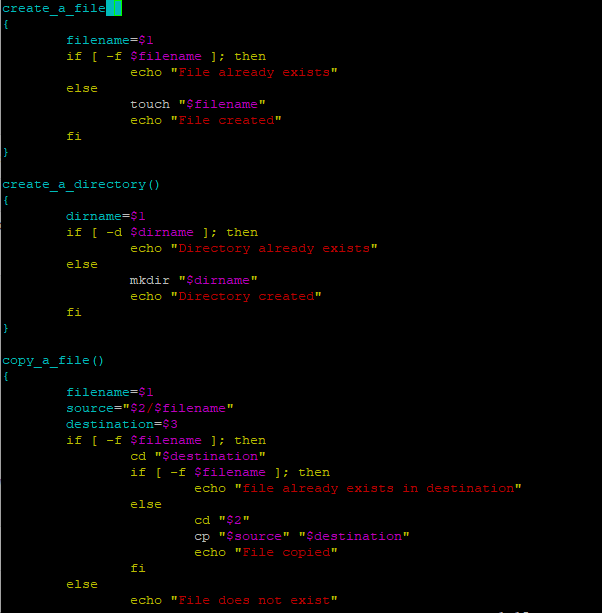 create_a_file()
{
        filename=$1
        if [ -f $filename ]; then
                echo "File already exists"
        else
                touch "$filename"
                echo "File created"
        fi
}

create_a_directory()
{
        dirname=$1
        if [ -d $dirname ]; then
                echo "Directory already exists"
        else
                mkdir "$dirname"
                echo "Directory created"
        fi
}

copy_a_file()
{
        filename=$1
        source="$2/$filename"
        destination=$3
        if [ -f $filename ]; then
                cd "$destination"
                if [ -f $filename ]; then
                        echo "file already exists in destination"
                else
                        cd "$2"
                        cp "$source" "$destination"
                        echo "File copied"
                fi
        else
                echo "File does not exist"